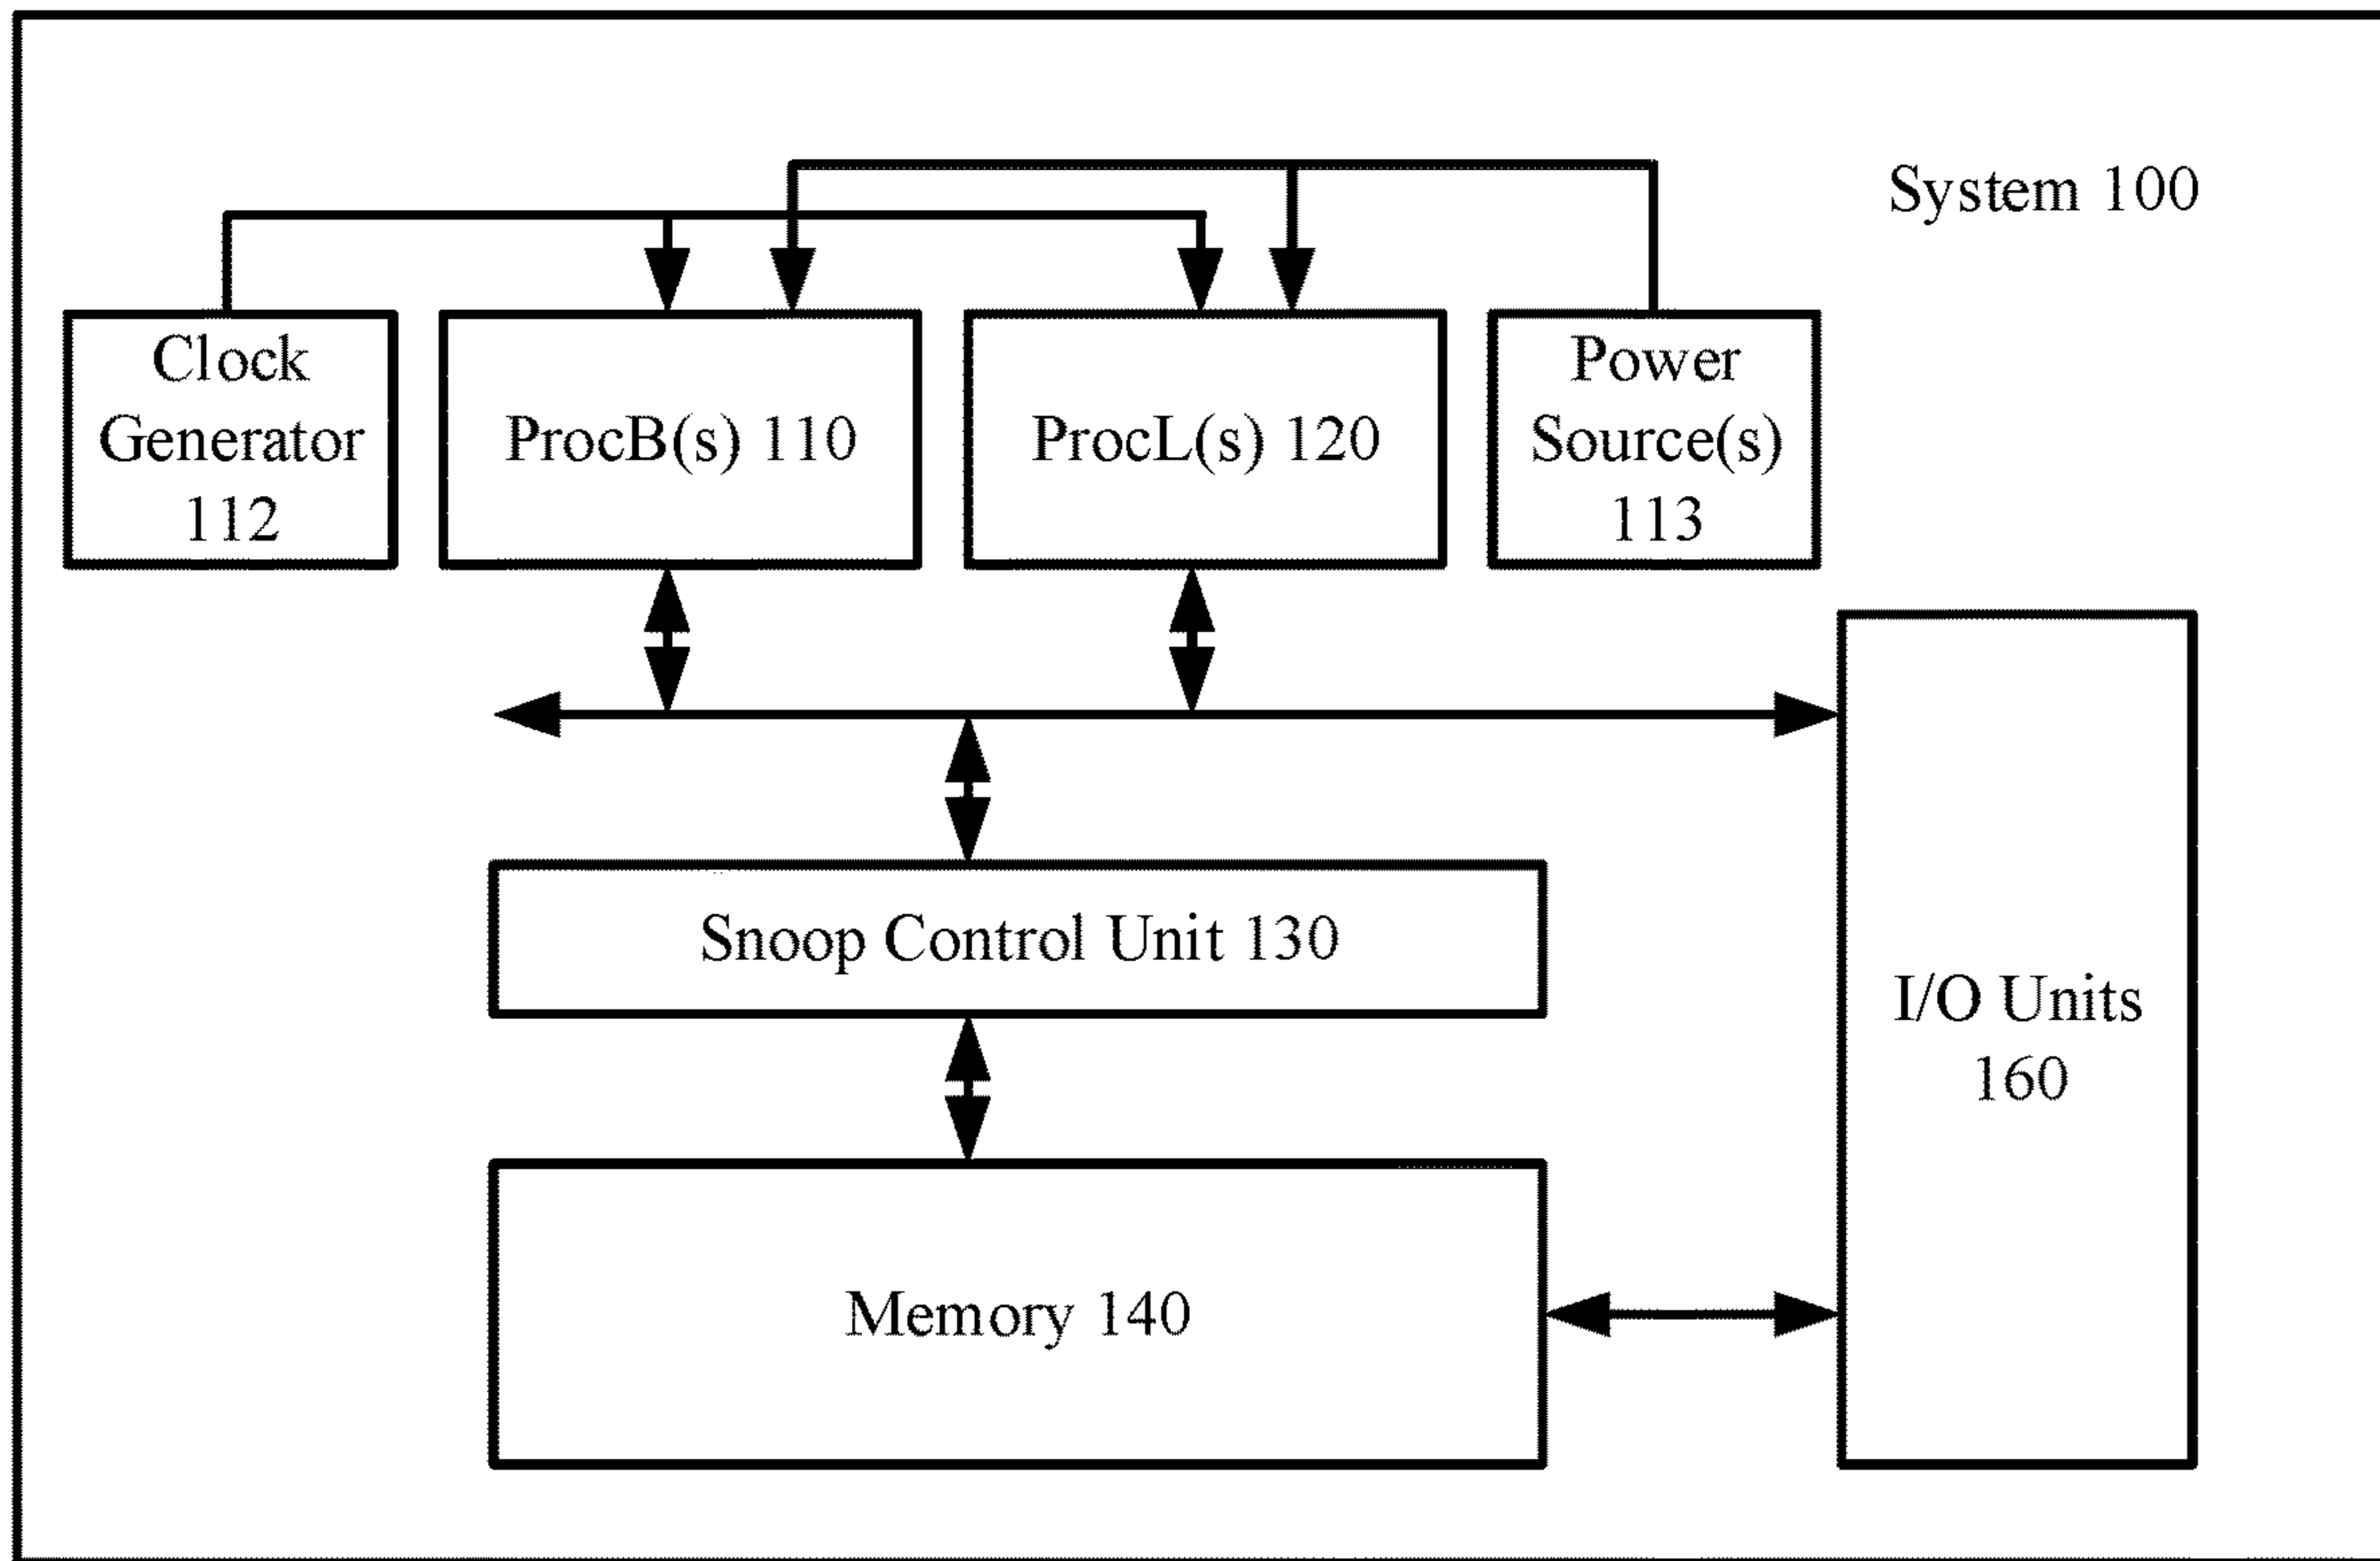 System 100
Clock
Generator
112
ProcB(s) 110
ProcL(s) 120
Power
Source(s)
113
Snoop Control Unit 130
I/O Units
160
Memory 140